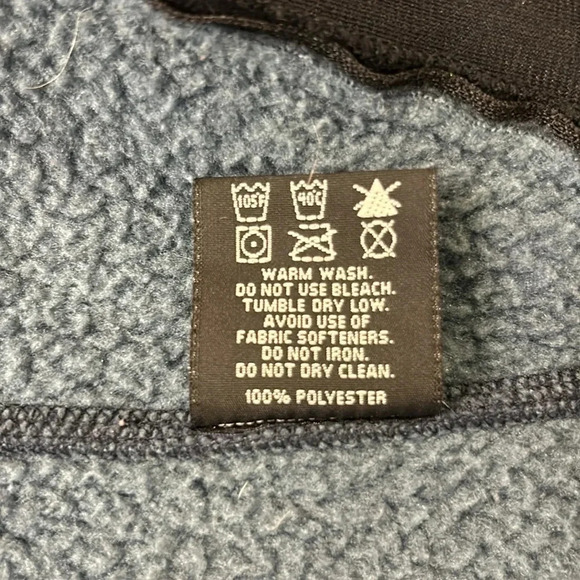 105F 40C
WARM WASH.
DO NOT USE BLEACH.
TUMBLE DRY LOW.
AVOID USE OF
FABRIC SOFTENERS.
DO NOT IRON.
DO NOT DRY CLEAN.
100% POLYESTER